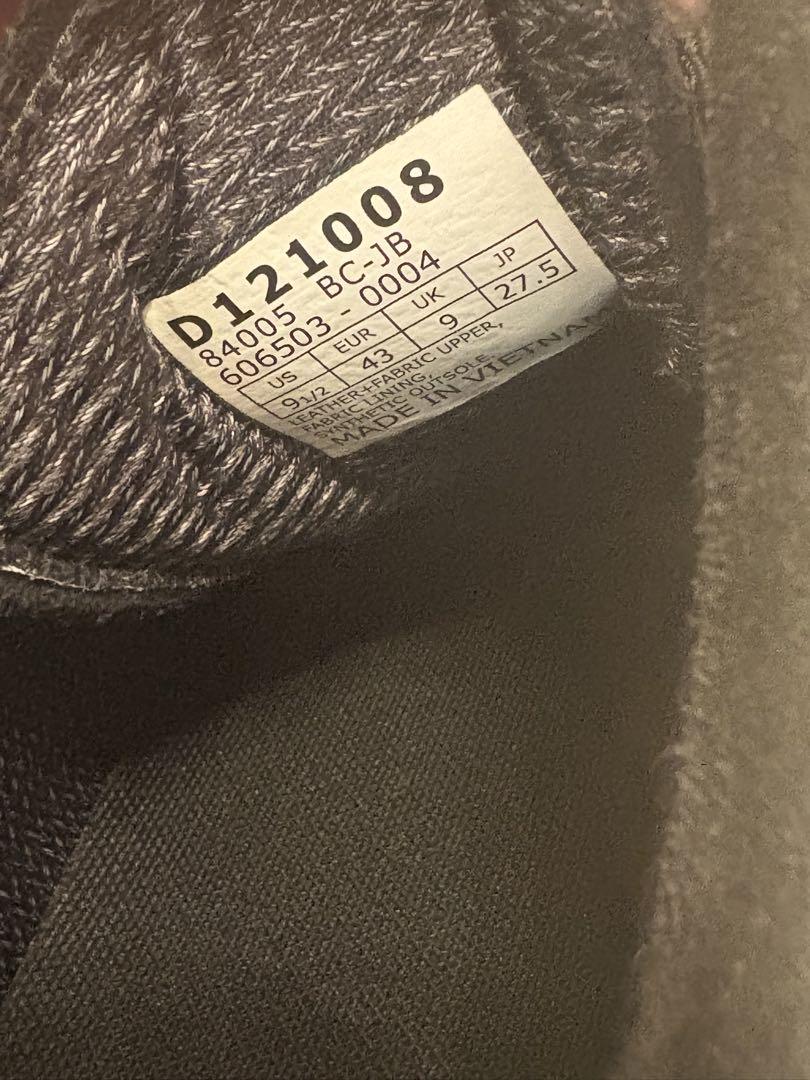 D121008
84005 BC-JB
606503 - 0004
US EUR UK JP
9 1/2 43 9 27.5
LEATHER+FABRIC UPPER,
FABRIC LINING,
SYNTHETIC OUTSOLE
MADE IN VIETNAM